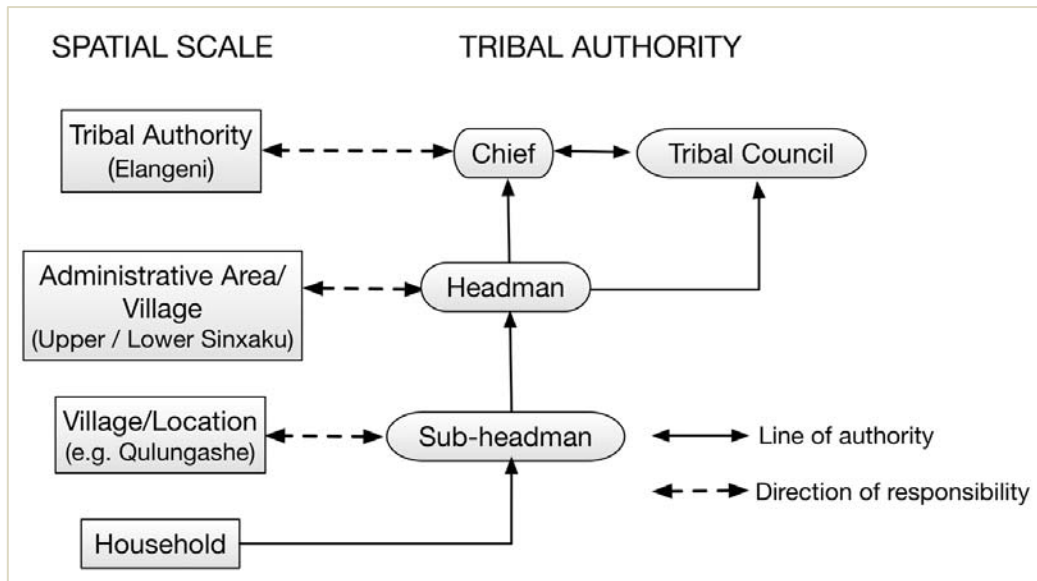 SPATIAL SCALE
TRIBAL AUTHORITY
Tribal Authority
(Elangeni)
Chief
Tribal Council
Administrative Area/
Village
(Upper / Lower Sinxaku)
Headman
Village/Location
(e.g. Qulungashe)
Sub-headman
Line of authority
Direction of responsibility
Household